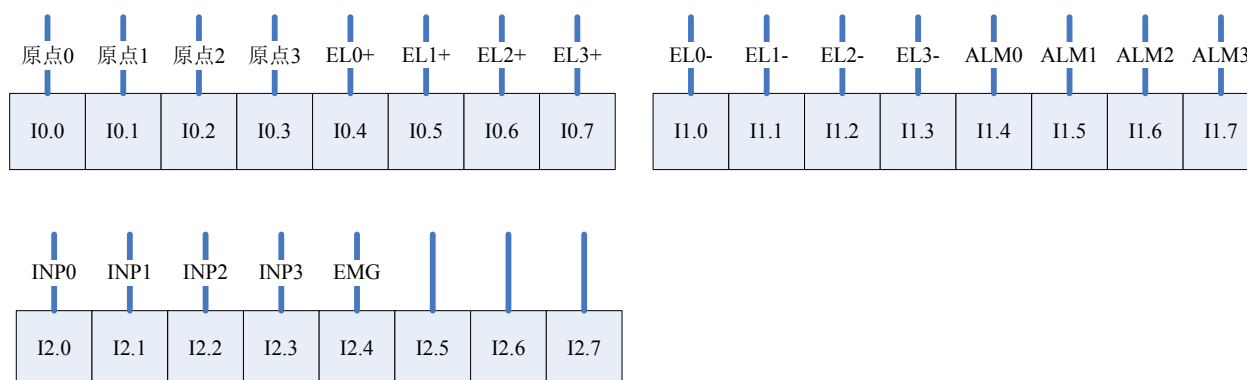 原点0 原点1 原点2 原点3 EL0+ EL1+ EL2+ EL3+ EL0- EL1- EL2- EL3- ALM0 ALM1 ALM2 ALM3
I0.0 I0.1 I0.2 I0.3 I0.4 I0.5 I0.6 I0.7 I1.0 I1.1 I1.2 I1.3 I1.4 I1.5 I1.6 I1.7
INP0 INP1 INP2 INP3 EMG
I2.0 I2.1 I2.2 I2.3 I2.4 I2.5 I2.6 I2.7